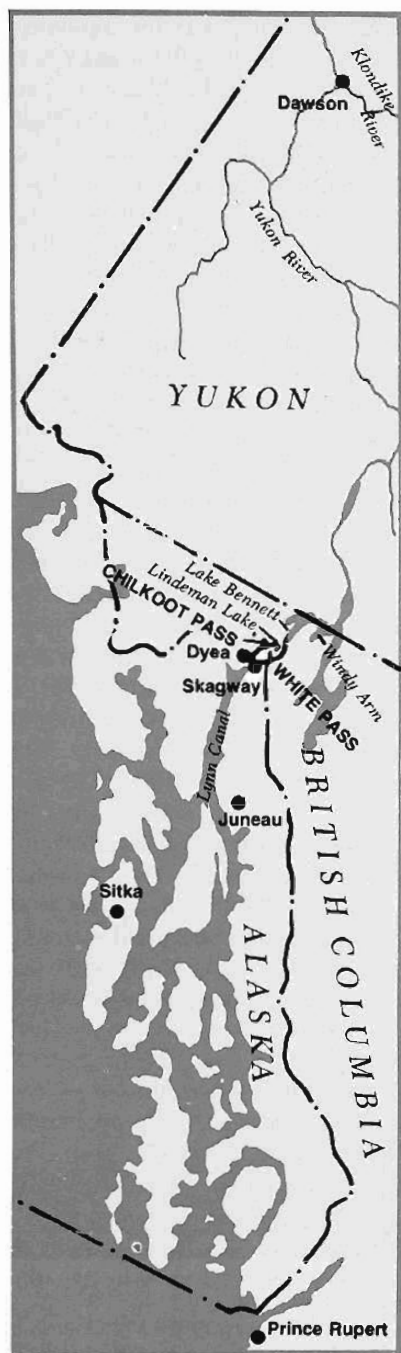 Klondike
River
Dawson
Yukon River
YUKON
Lake Bennett
Lindeman Lake
CHILKOOT PASS
Dyea
Skagway
WHITE PASS
Windy Arm
Lynn Canal
Juneau
BRITISH COLUMBIA
Sitka
ALASKA
Prince Rupert